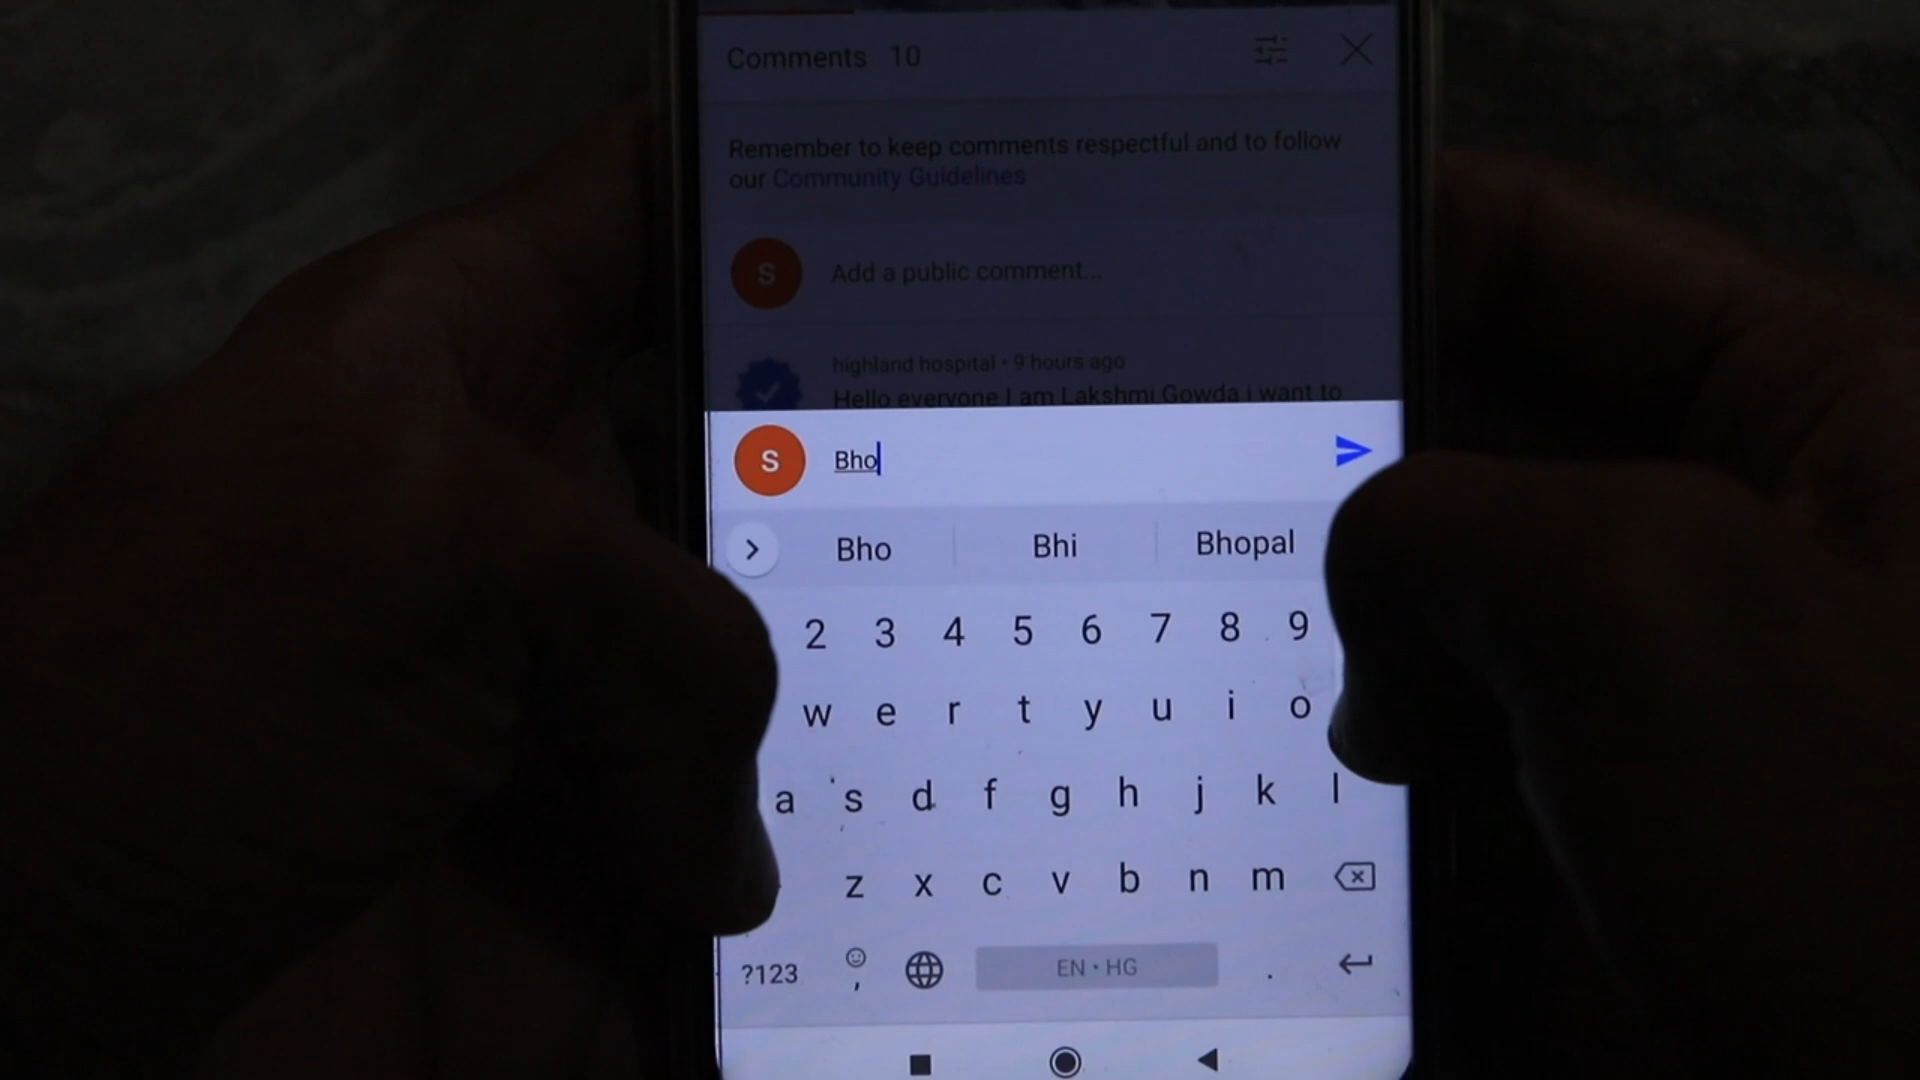 Comments 10
Remember to keep comments respectful and to follow
our Community Guidelines
S Add a public comment...
highland hospital • 9 hours ago
Hello everyone I am Lakshmi Gowda i want to
S Bho
Bho Bhi Bhopal
2 3 4 5 6 7 8 9
w e r t y u i o
a s d f g h j k l
z x c v b n m
?123 , EN • HG .